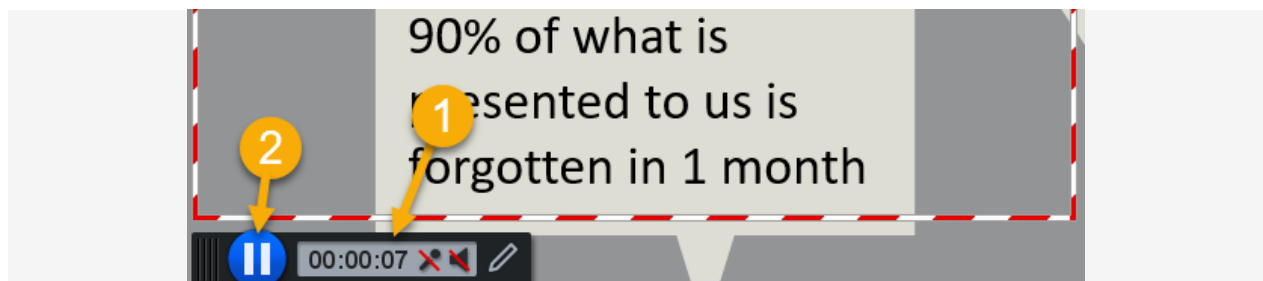 90% of what is
presented to us is
forgotten in 1 month
1
2
00:00:07